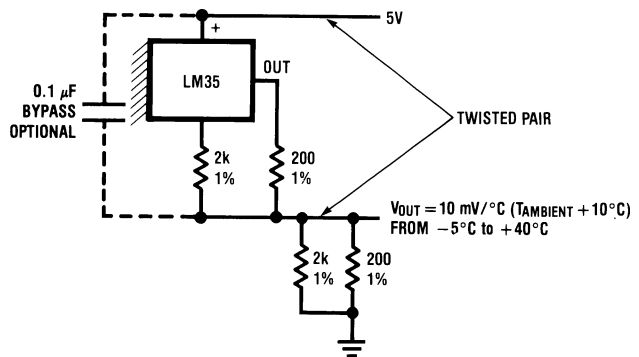 5V
+
OUT
LM35
0.1 μF
BYPASS
OPTIONAL
TWISTED PAIR
2k
1%
200
1%
VOUT = 10 mV/°C (TAMBIENT +10°C)
FROM −5°C to +40°C
2k
1%
200
1%